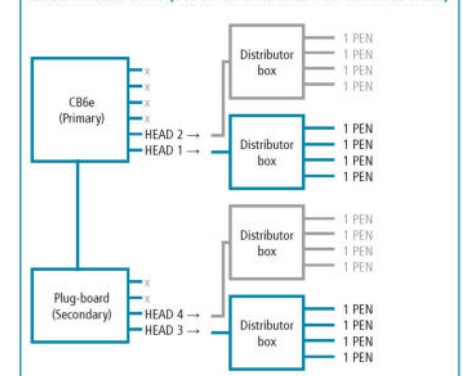 Distributor
box
1 PEN
1 PEN
1 PEN
1 PEN
CB6e
(Primary)
x
x
x
x
HEAD 2 →
HEAD 1 →
Distributor
box
1 PEN
1 PEN
1 PEN
1 PEN
Distributor
box
1 PEN
1 PEN
1 PEN
1 PEN
Plug-board
(Secondary)
x
x
HEAD 4 →
HEAD 3 →
Distributor
box
1 PEN
1 PEN
1 PEN
1 PEN